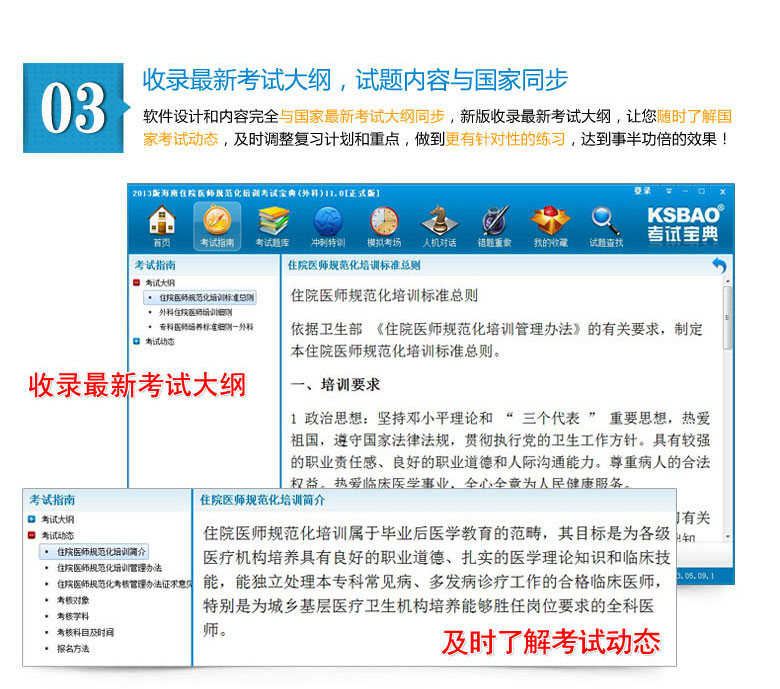 03
收录最新考试大纲，试题内容与国家同步
软件设计和内容完全与国家最新考试大纲同步，新版收录最新考试大纲，让您随时了解国
家考试动态，及时调整复习计划和重点，做到更有针对性的练习，达到事半功倍的效果！
2013版海南住院医师规范化培训考试宝典(外科)11.0[正式版]
登录
首页
考试指南
考试题库
冲刺特训
模拟考场
人机对话
错题重做
我的收藏
试题查找
KSBAO®
考试宝典
考试指南
考试大纲
住院医师规范化培训标准总则
外科住院医师培训细则
专科医师培养标准细则—外科
考试动态
住院医师规范化培训标准总则
住院医师规范化培训标准总则
依据卫生部 《住院医师规范化培训管理办法》的有关要求，制定
本住院医师规范化培训标准总则。
一、培训要求
1 政治思想：坚持邓小平理论和 “ 三个代表 ” 重要思想，热爱
祖国，遵守国家法律法规，贯彻执行党的卫生工作方针。具有较强
的职业责任感、良好的职业道德和人际沟通能力。尊重病人的合法
权益。热爱临床医学事业，全心全意为人民健康服务。
有关
3.05.09.1
收录最新考试大纲
考试指南
考试大纲
考试动态
住院医师规范化培训简介
住院医师规范化培训管理办法
住院医师规范化考核管理办法征求意见
考核对象
考核学科
考核科目及时间
报名方法
住院医师规范化培训简介
住院医师规范化培训属于毕业后医学教育的范畴，其目标是为各级
医疗机构培养具有良好的职业道德、扎实的医学理论知识和临床技
能，能独立处理本专科常见病、多发病诊疗工作的合格临床医师，
特别是为城乡基层医疗卫生机构培养能够胜任岗位要求的全科医
师。
及时了解考试动态